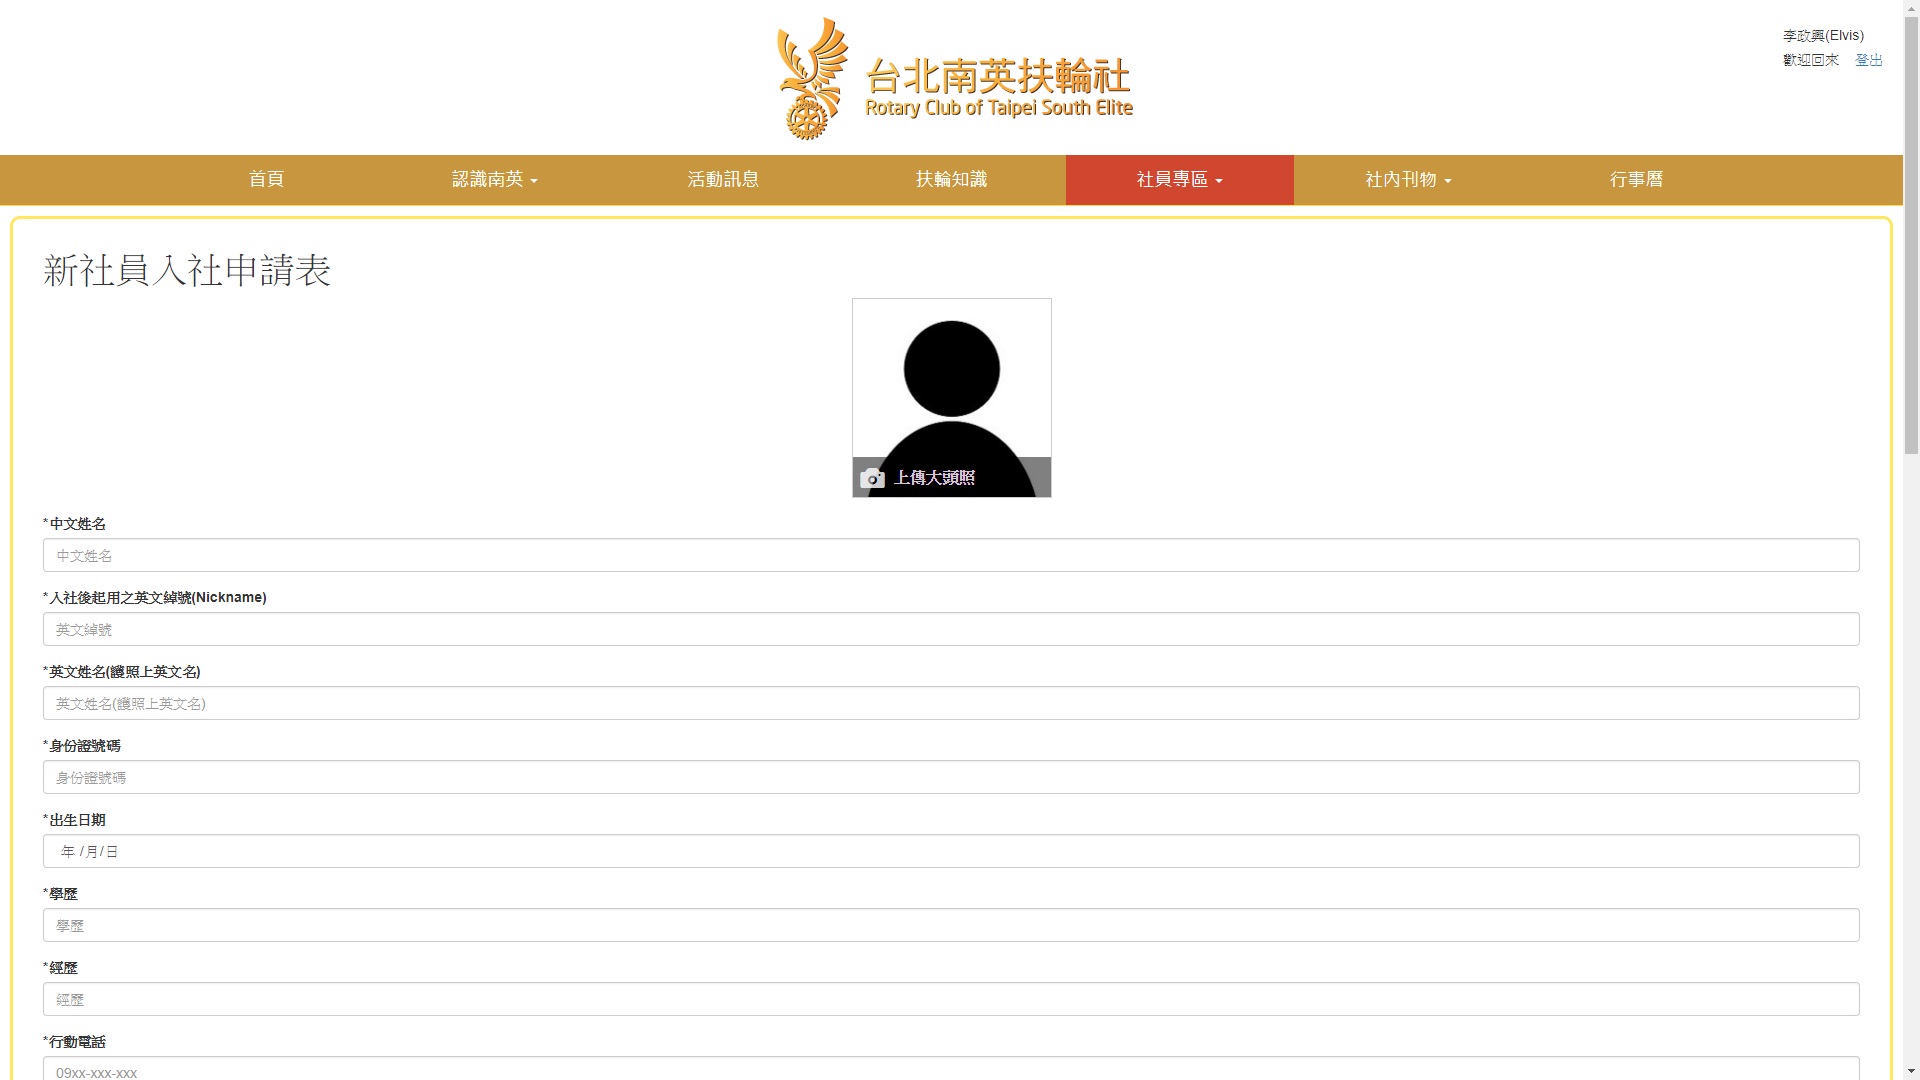 台北南英扶輪社
Rotary Club of Taipei South Elite
李政興(Elvis)
歡迎回來 登出
首頁 認識南英 活動訊息 扶輪知識 社員專區 社內刊物 行事曆
新社員入社申請表
上傳大頭照
*中文姓名
中文姓名
*入社後起用之英文綽號(Nickname)
英文綽號
*英文姓名(護照上英文名)
英文姓名(護照上英文名)
*身份證號碼
身份證號碼
*出生日期
年 /月/日
*學歷
學歷
*經歷
經歷
*行動電話
09xx-xxx-xxx